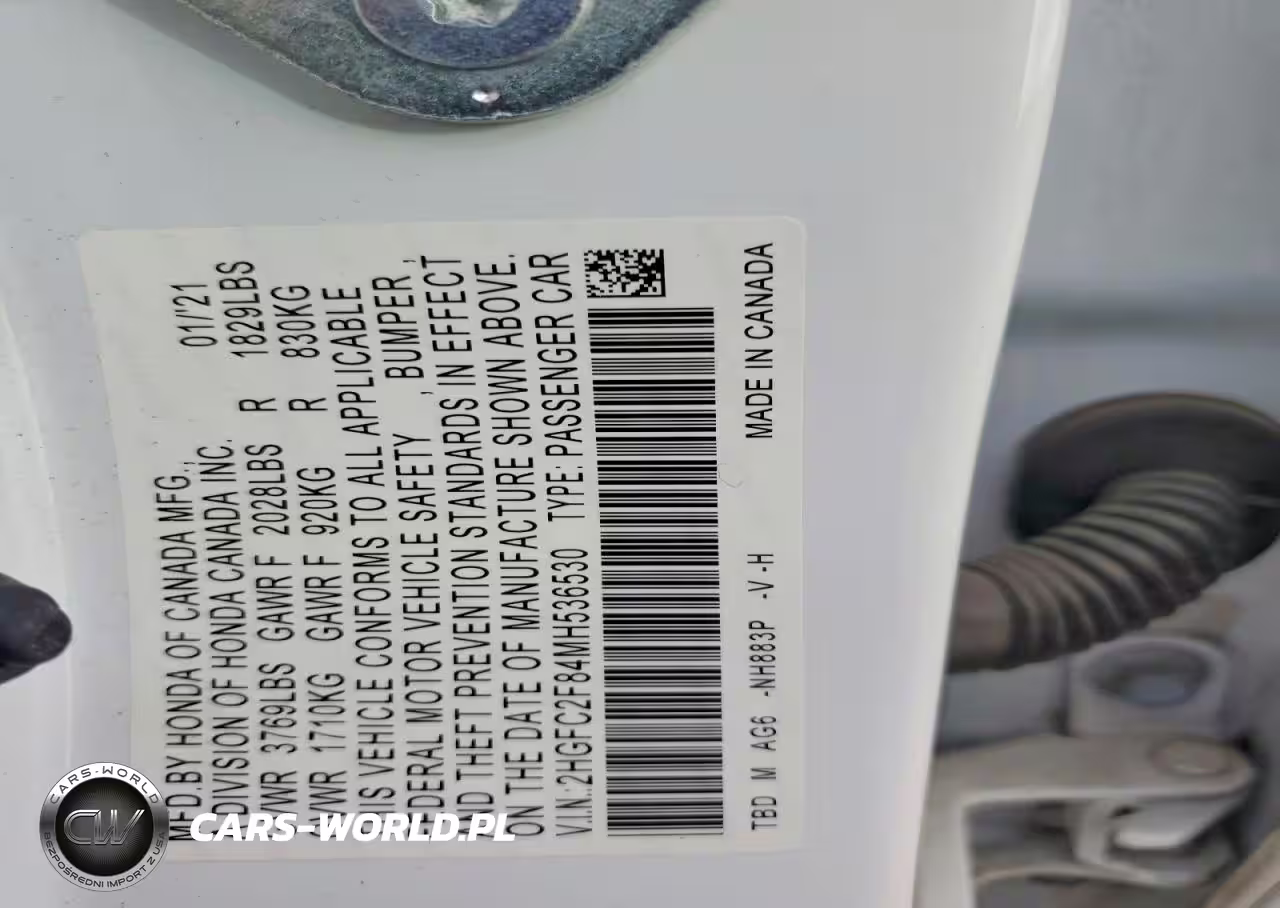 MFD.BY HONDA OF CANADA MFG.,
01/'21
A DIVISION OF HONDA CANADA INC.
GVWR 3769LBS GAWR F 2028LBS R 1829LBS
GVWR 1710KG GAWR F 920KG R 830KG
THIS VEHICLE CONFORMS TO ALL APPLICABLE
FEDERAL MOTOR VEHICLE SAFETY , BUMPER ,
AND THEFT PREVENTION STANDARDS IN EFFECT
ON THE DATE OF MANUFACTURE SHOWN ABOVE.
V.I.N.:2HGFC2F84MH536530 TYPE: PASSENGER CAR
TBD M AG6 -NH883P -V-H MADE IN CANADA
CARS-WORLD
CW
BEZPOŚREDNI IMPORT Z USA
CARS-WORLD.PL